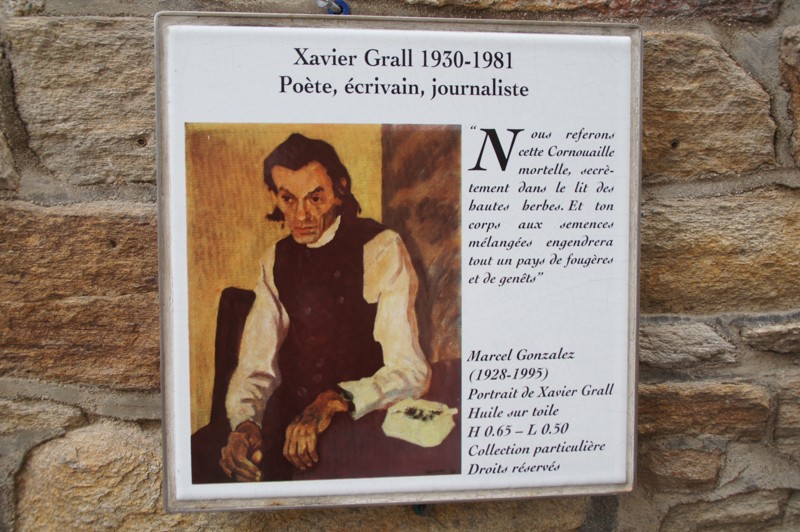 Xavier Grall 1930-1981
Poète, écrivain, journaliste
“Nous referons
cette Cornouaille
mortelle, secrè-
tement dans le lit des
hautes herbes. Et ton
corps aux semences
mélangées engendrera
tout un pays de fougères
et de genêts”
Marcel Gonzalez
(1928-1995)
Portrait de Xavier Grall
Huile sur toile
H 0.65 – L 0.50
Collection particulière
Droits réservés